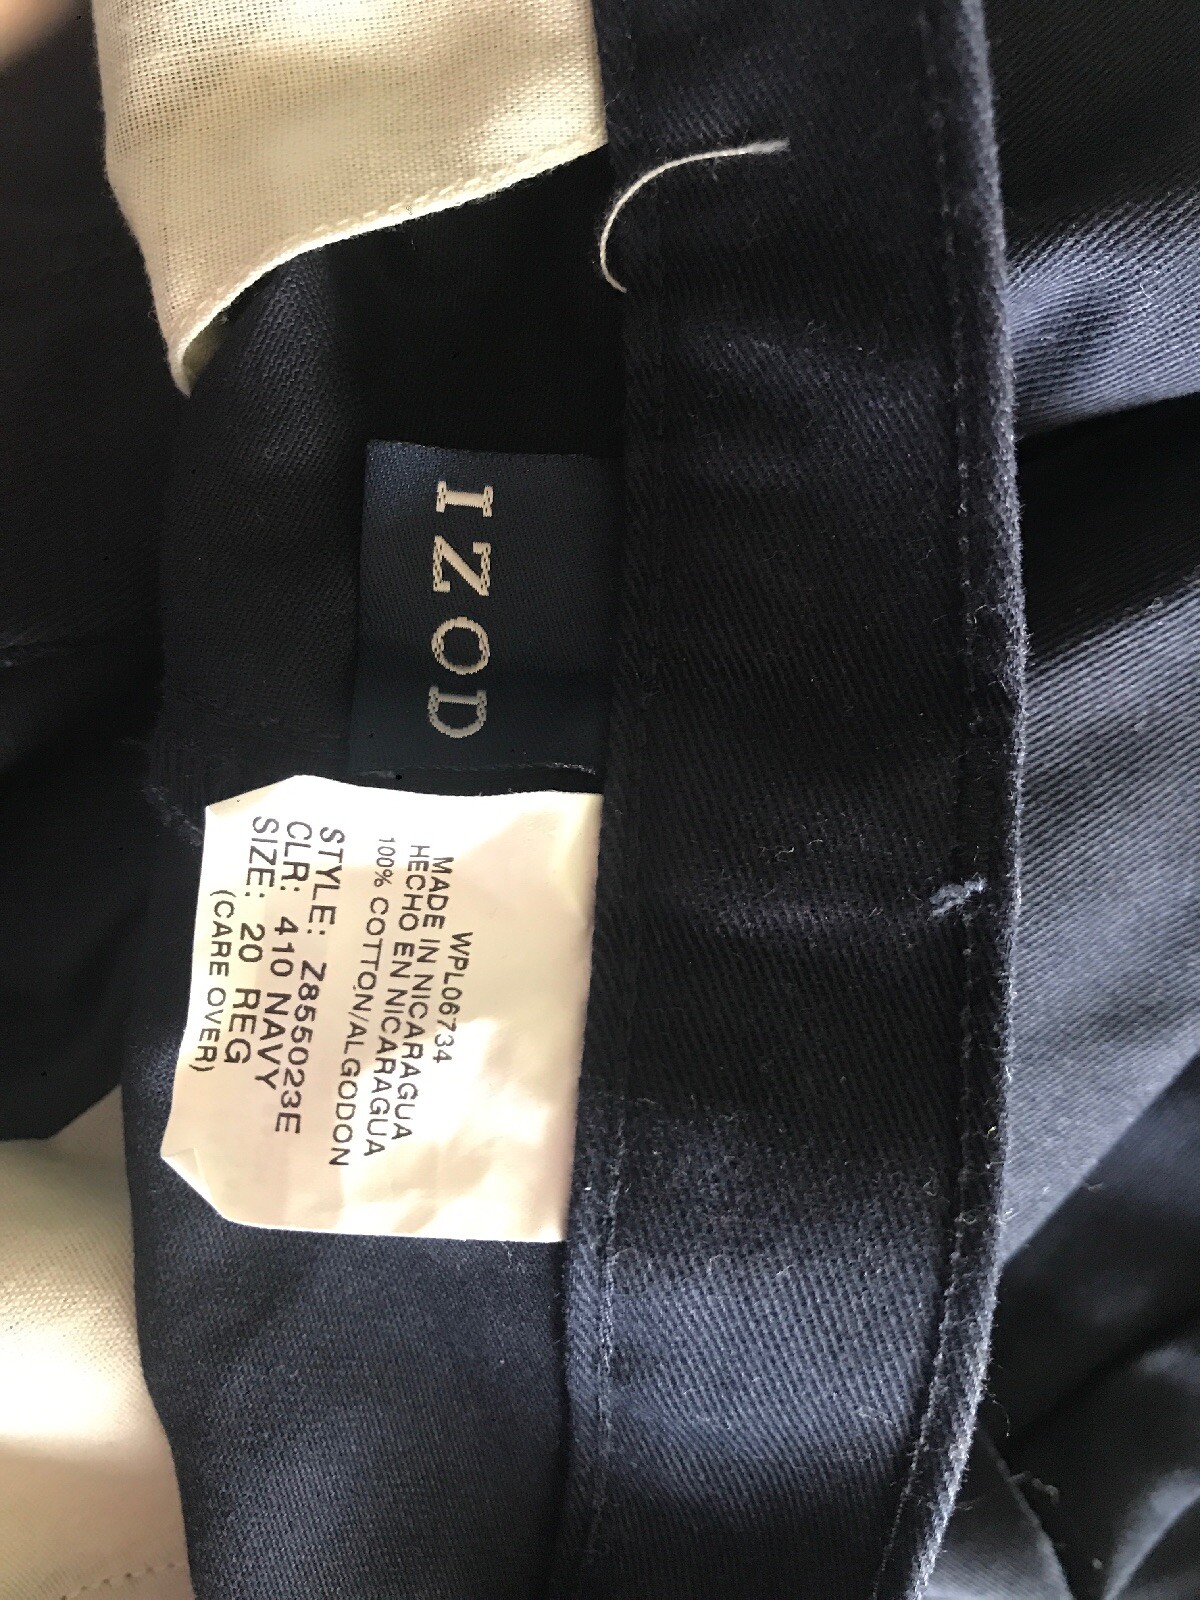 IZOD
WPL06734
MADE IN NICARAGUA
HECHO EN NICARAGUA
100% COTTON/ALGODON
STYLE: Z855023E
CLR: 410 NAVY
SIZE: 20 REG
(CARE OVER)